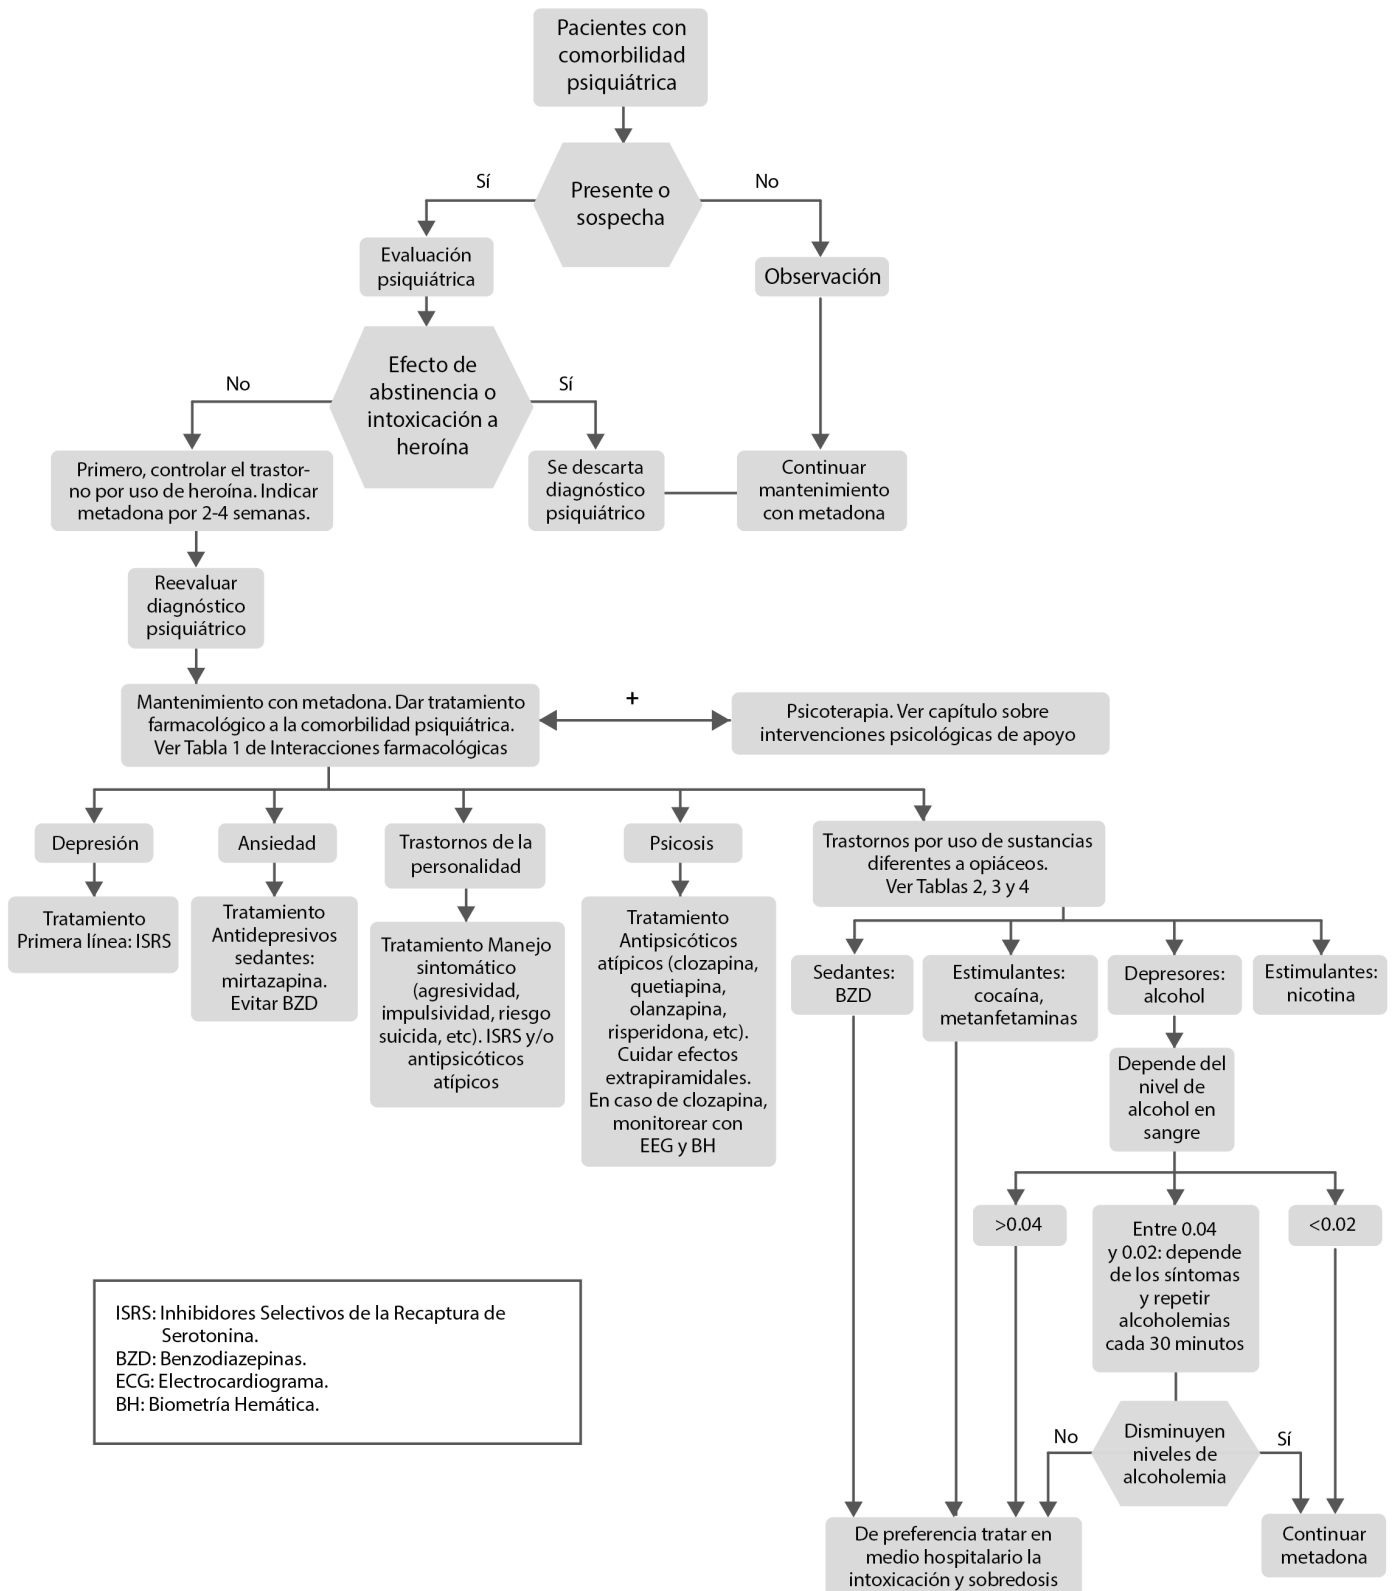 Pacientes con
comorbilidad
psiquiátrica
Presente o
sospecha
Sí
No
Evaluación
psiquiátrica
Observación
Efecto de
abstinencia o
intoxicación a
heroína
No
Sí
Primero, controlar el trastor-
no por uso de heroína. Indicar
metadona por 2-4 semanas.
Se descarta
diagnóstico
psiquiátrico
Continuar
mantenimiento
con metadona
Reevaluar
diagnóstico
psiquiátrico
Mantenimiento con metadona. Dar tratamiento
farmacológico a la comorbilidad psiquiátrica.
Ver Tabla 1 de Interacciones farmacológicas
+
Psicoterapia. Ver capítulo sobre
intervenciones psicológicas de apoyo
Depresión
Ansiedad
Trastornos de la
personalidad
Psicosis
Trastornos por uso de sustancias
diferentes a opiáceos.
Ver Tablas 2, 3 y 4
Tratamiento
Primera línea: ISRS
Tratamiento
Antidepresivos
sedantes:
mirtazapina.
Evitar BZD
Tratamiento Manejo
sintomático
(agresividad,
impulsividad, riesgo
suicida, etc). ISRS y/o
antipsicóticos
atípicos
Tratamiento
Antipsicóticos
atípicos (clozapina,
quetiapina,
olanzapina,
risperidona, etc).
Cuidar efectos
extrapiramidales.
En caso de clozapina,
monitorear con
EEG y BH
Sedantes:
BZD
Estimulantes:
cocaína,
metanfetaminas
Depresores:
alcohol
Estimulantes:
nicotina
Depende del
nivel de
alcohol en
sangre
>0.04
Entre 0.04
y 0.02: depende
de los síntomas
y repetir
alcoholemias
cada 30 minutos
<0.02
Disminuyen
niveles de
alcoholemia
No
Sí
De preferencia tratar en
medio hospitalario la
intoxicación y sobredosis
Continuar
metadona
ISRS: Inhibidores Selectivos de la Recaptura de
Serotonina.
BZD: Benzodiazepinas.
ECG: Electrocardiograma.
BH: Biometría Hemática.